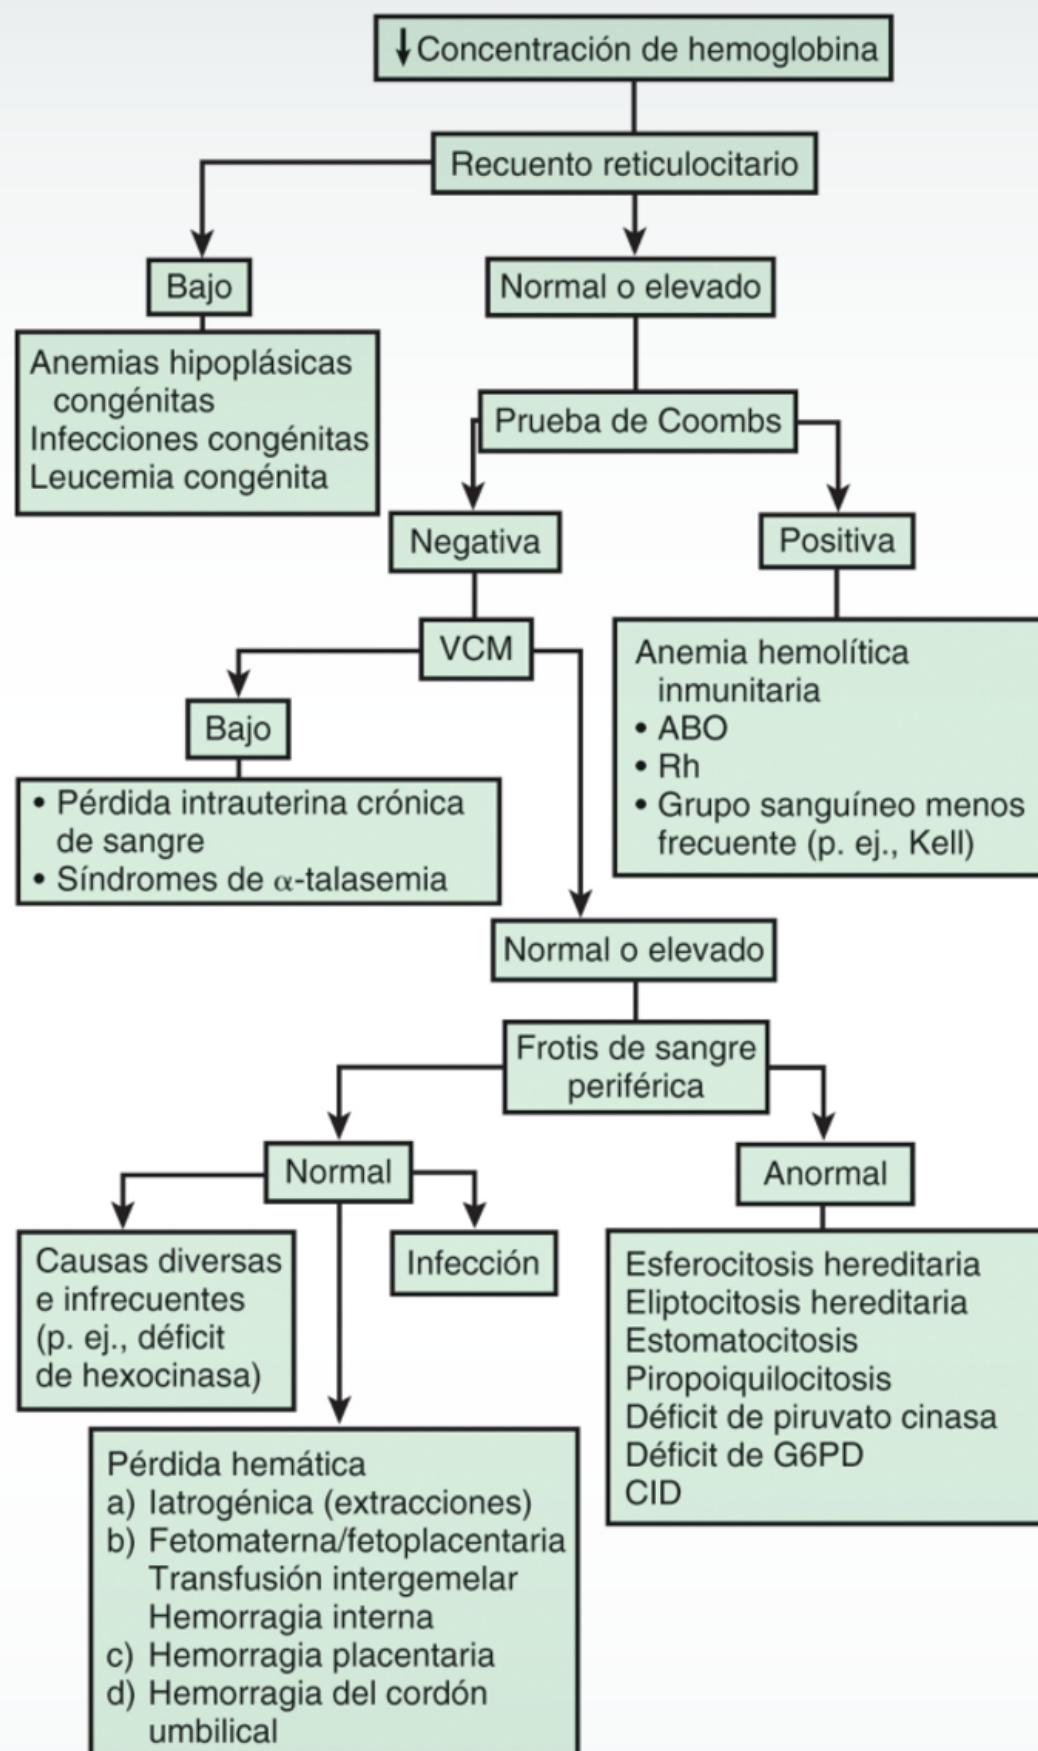 ↓ Concentración de hemoglobina
Recuento reticulocitario
Bajo
Normal o elevado
Anemias hipoplásicas
congénitas
Infecciones congénitas
Leucemia congénita
Prueba de Coombs
Negativa
Positiva
VCM
Anemia hemolítica
inmunitaria
• ABO
• Rh
• Grupo sanguíneo menos
frecuente (p. ej., Kell)
Bajo
• Pérdida intrauterina crónica
de sangre
• Síndromes de α-talasemia
Normal o elevado
Frotis de sangre
periférica
Normal
Anormal
Causas diversas
e infrecuentes
(p. ej., déficit
de hexocinasa)
Infección
Esferocitosis hereditaria
Eliptocitosis hereditaria
Estomatocitosis
Piropoiquilocitosis
Déficit de piruvato cinasa
Déficit de G6PD
CID
Pérdida hemática
a) Iatrogénica (extracciones)
b) Fetomaterna/fetoplacentaria
Transfusión intergemelar
Hemorragia interna
c) Hemorragia placentaria
d) Hemorragia del cordón
umbilical